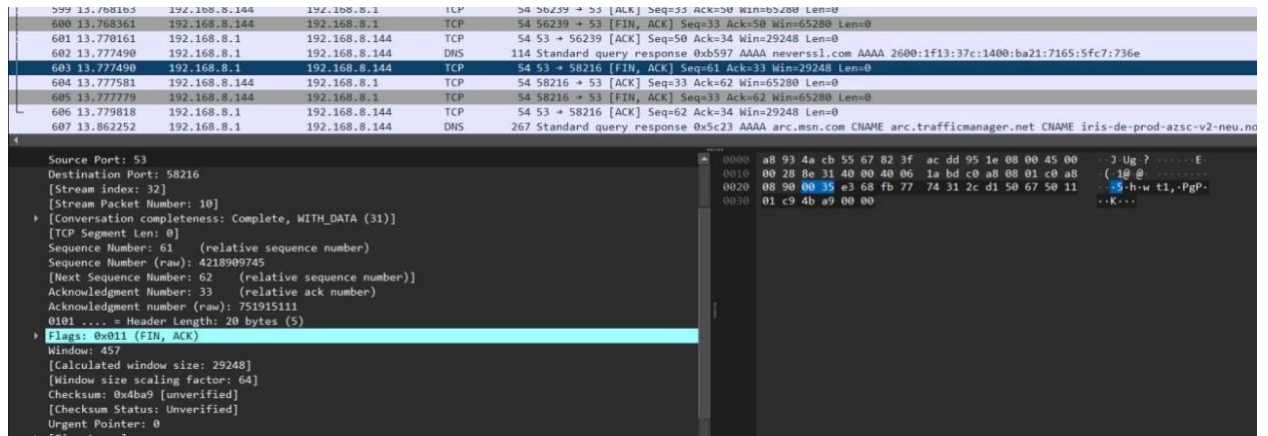 599 13.768163 192.168.8.144 192.168.8.1 TCP 54 56239 → 53 [ACK] Seq=33 Ack=50 Win=65280 Len=0
600 13.768361 192.168.8.144 192.168.8.1 TCP 54 56239 → 53 [FIN, ACK] Seq=33 Ack=50 Win=65280 Len=0
601 13.770161 192.168.8.1 192.168.8.144 TCP 54 53 → 56239 [ACK] Seq=50 Ack=34 Win=29248 Len=0
602 13.777490 192.168.8.1 192.168.8.144 DNS 114 Standard query response 0xb597 AAAA neverssl.com AAAA 2600:1f13:37c:1400:ba21:7165:5fc7:736e
603 13.777490 192.168.8.1 192.168.8.144 TCP 54 53 → 58216 [FIN, ACK] Seq=61 Ack=33 Win=29248 Len=0
604 13.777581 192.168.8.144 192.168.8.1 TCP 54 58216 → 53 [ACK] Seq=33 Ack=62 Win=65280 Len=0
605 13.777779 192.168.8.144 192.168.8.1 TCP 54 58216 → 53 [FIN, ACK] Seq=33 Ack=62 Win=65280 Len=0
606 13.779818 192.168.8.1 192.168.8.144 TCP 54 53 → 58216 [ACK] Seq=62 Ack=34 Win=29248 Len=0
607 13.862252 192.168.8.1 192.168.8.144 DNS 267 Standard query response 0x5c23 AAAA arc.msn.com CNAME arc.trafficmanager.net CNAME iris-de-prod-azsc-v2-neu.no
Source Port: 53
Destination Port: 58216
[Stream index: 32]
[Stream Packet Number: 10]
[Conversation completeness: Complete, WITH_DATA (31)]
[TCP Segment Len: 0]
Sequence Number: 61 (relative sequence number)
Sequence Number (raw): 4218909745
[Next Sequence Number: 62 (relative sequence number)]
Acknowledgment Number: 33 (relative ack number)
Acknowledgment number (raw): 751915111
0101 .... = Header Length: 20 bytes (5)
Flags: 0x011 (FIN, ACK)
Window: 457
[Calculated window size: 29248]
[Window size scaling factor: 64]
Checksum: 0x4ba9 [unverified]
[Checksum Status: Unverified]
Urgent Pointer: 0
0000 a8 93 4a cb 55 67 82 3f ac dd 95 1e 08 00 45 00 ··J·Ug·? ······E·
0010 00 28 8e 31 40 00 40 06 1a bd c0 a8 08 01 c0 a8 ·(·1@·@· ········
0020 08 90 00 35 e3 68 fb 77 74 31 2c d1 50 67 50 11 ···5·h·w t1,·PgP·
0030 01 c9 4b a9 00 00 ··K···